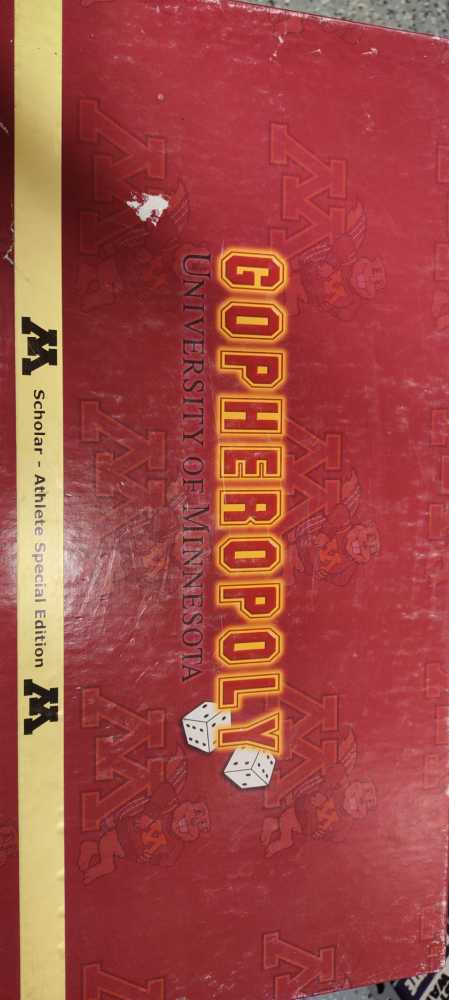 GOPHEROPOLY
UNIVERSITY OF MINNESOTA
M Scholar - Athlete Special Edition M